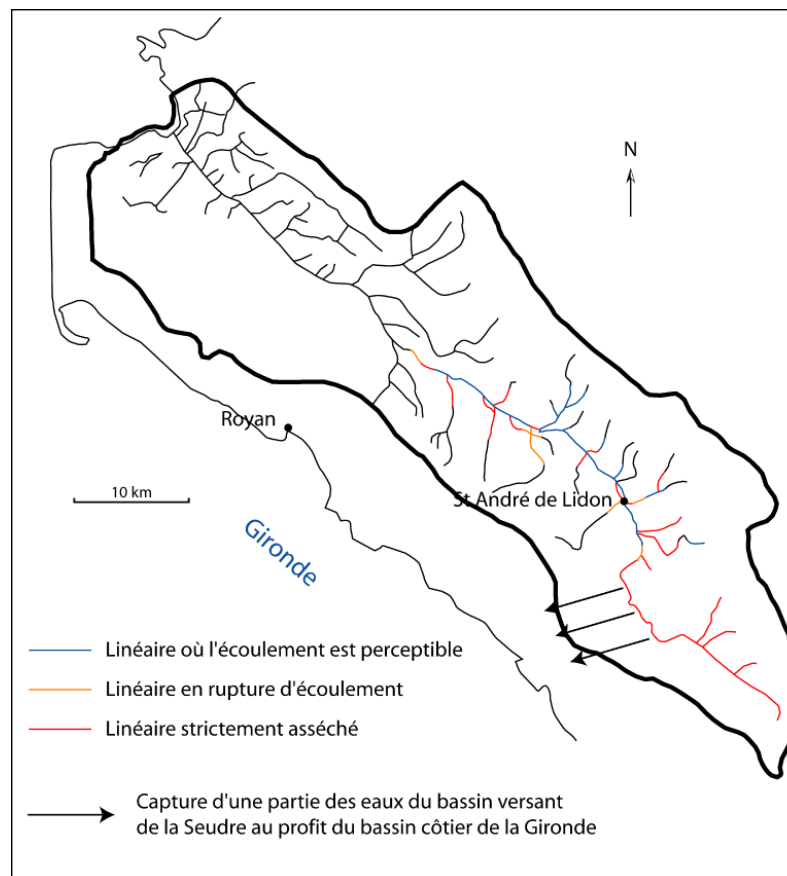 N
Royan
St André de Lidon
10 km
Gironde
Linéaire où l'écoulement est perceptible
Linéaire en rupture d'écoulement
Linéaire strictement asséché
Capture d'une partie des eaux du bassin versant
de la Seudre au profit du bassin côtier de la Gironde